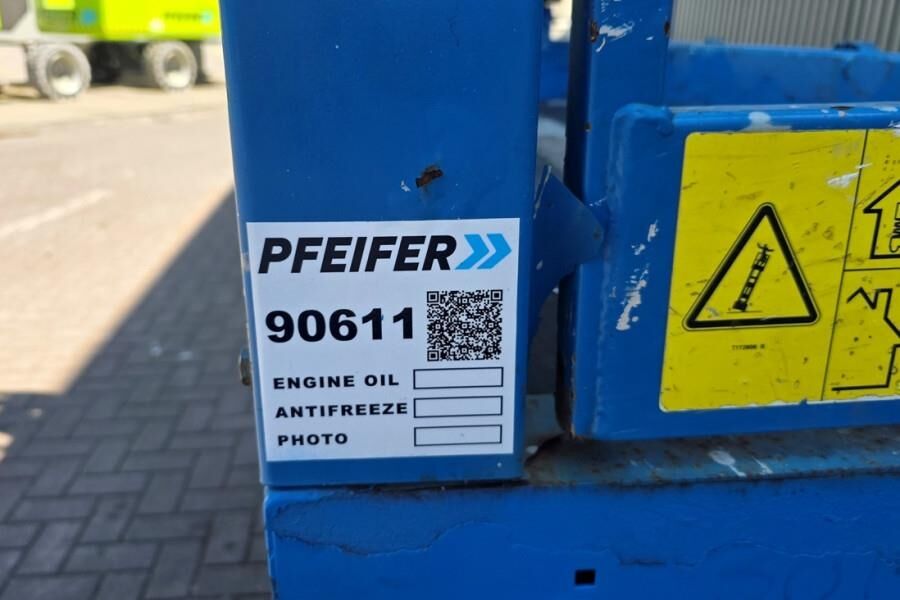 PFEIFER
90611
ENGINE OIL
ANTIFREEZE
PHOTO